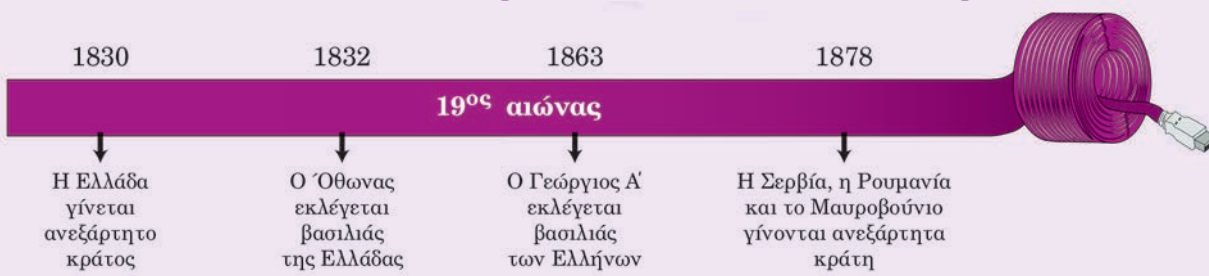 1830
1832
1863
1878
19ος αιώνας
Η Ελλάδα
γίνεται
ανεξάρτητο
κράτος
Ο Όθωνας
εκλέγεται
βασιλιάς
της Ελλάδας
Ο Γεώργιος Α΄
εκλέγεται
βασιλιάς
των Ελλήνων
Η Σερβία, η Ρουμανία
και το Μαυροβούνιο
γίνονται ανεξάρτητα
κράτη